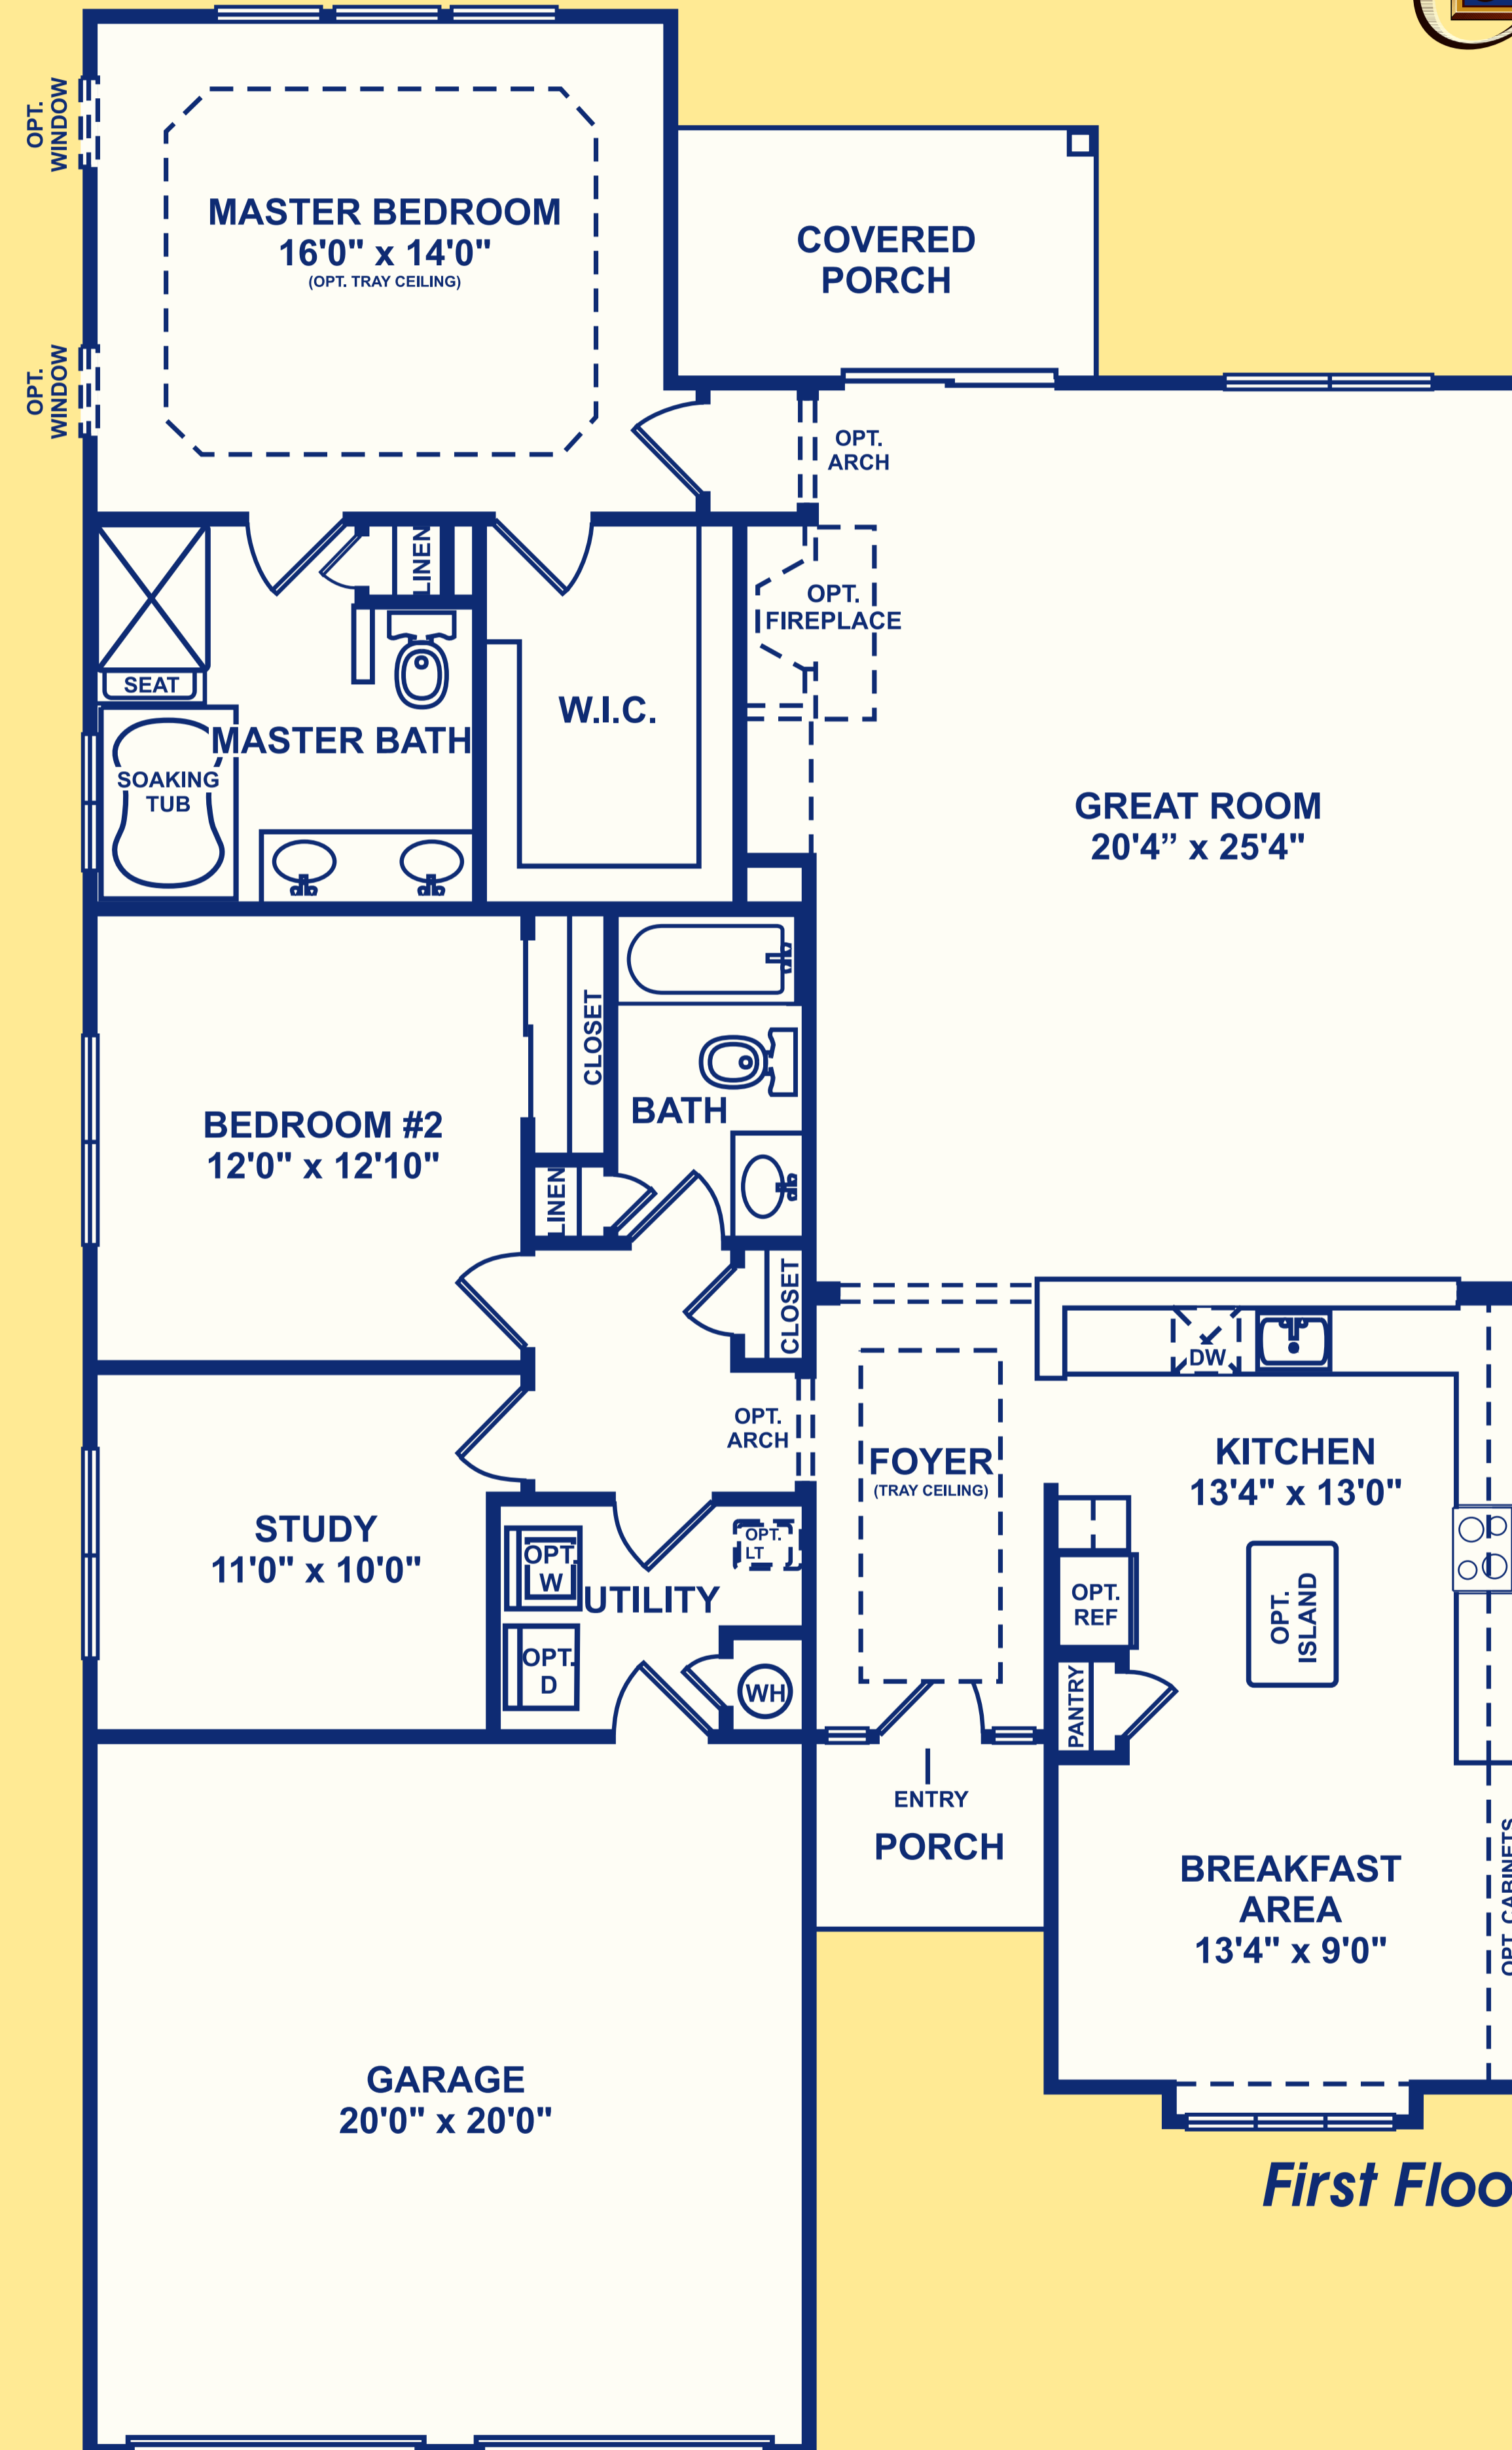 OPT.
WINDOW
MASTER BEDROOM
16'0" x 14'0"
(OPT. TRAY CEILING)
COVERED
PORCH
OPT.
WINDOW
OPT.
ARCH
LINEN
OPT.
FIREPLACE
SEAT
W.I.C.
MASTER BATH
SOAKING
TUB
GREAT ROOM
20'4” x 25'4"
CLOSET
BATH
BEDROOM #2
12'0" x 12'10"
LINEN
CLOSET
DW
OPT.
ARCH
FOYER
(TRAY CEILING)
KITCHEN
13'4" x 13'0"
STUDY
11'0" x 10'0"
OPT.
W
OPT.
LT
UTILITY
OPT.
REF
OPT.
ISLAND
OPT.
D
WH
PANTRY
ENTRY
PORCH
BREAKFAST
AREA
13'4" x 9'0"
OPT. CABINETS
GARAGE
20'0" x 20'0"
First Floo